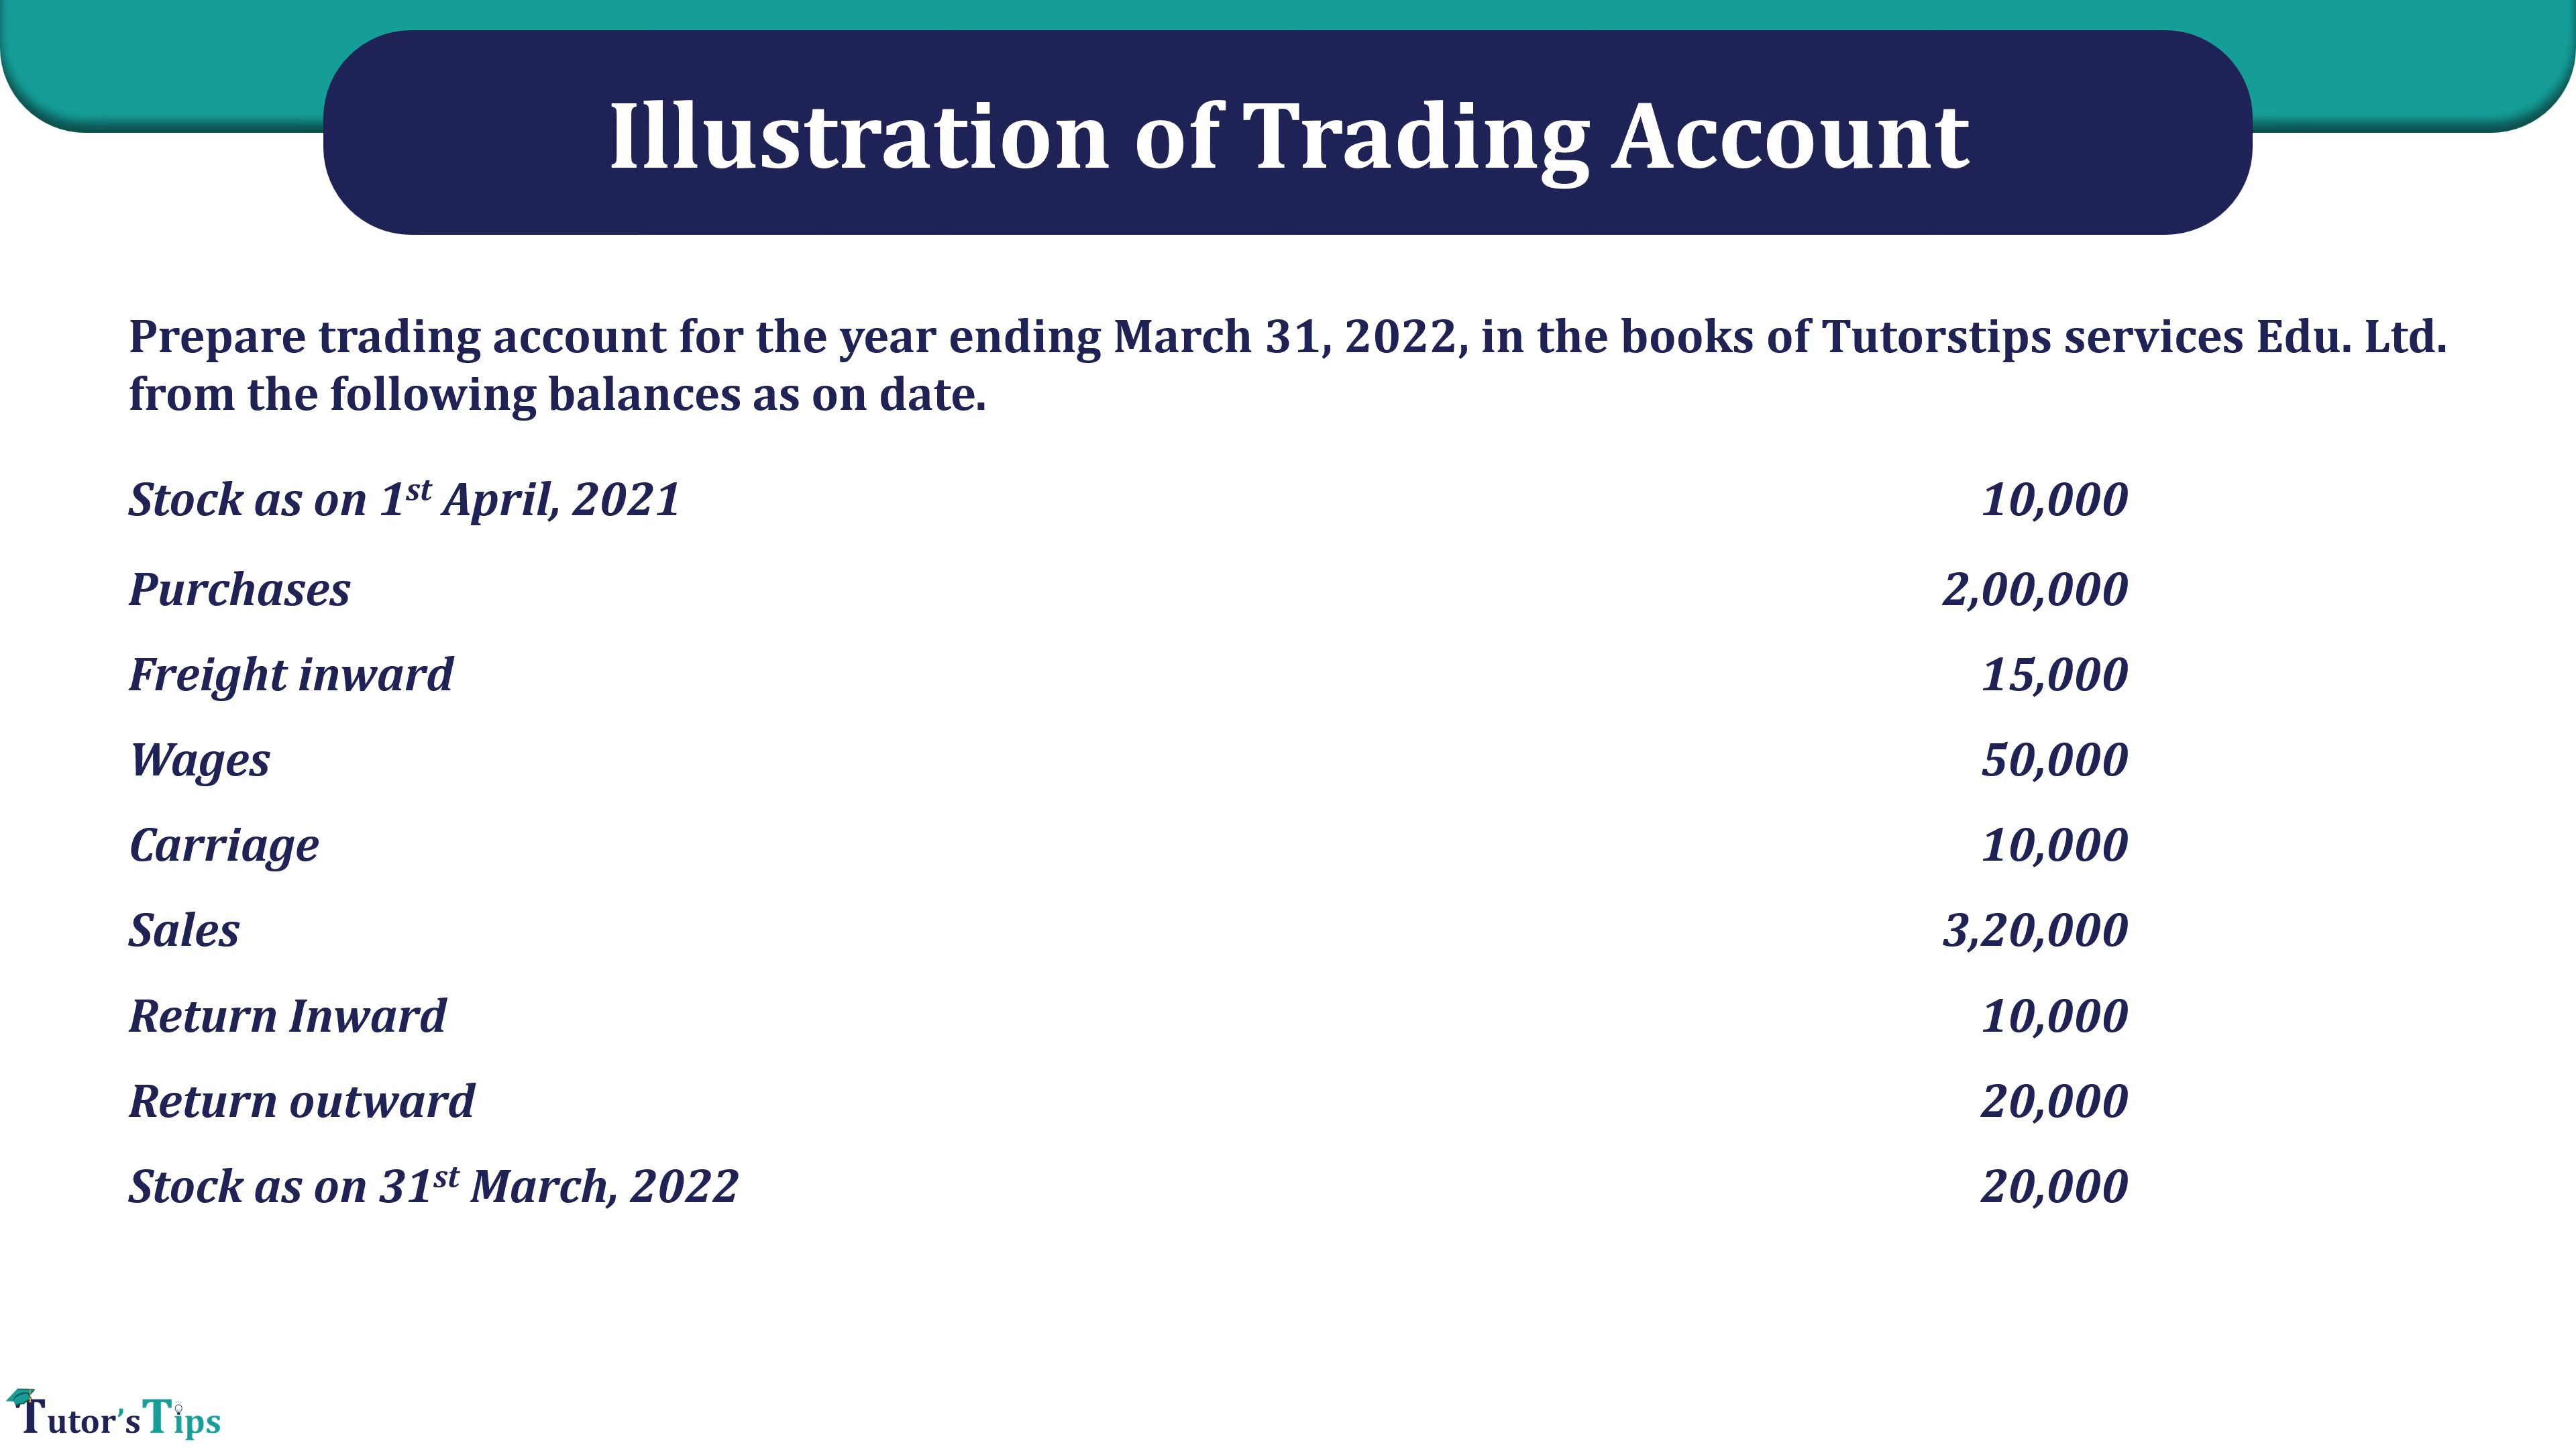 Illustration of Trading Account
Prepare trading account for the year ending March 31, 2022, in the books of Tutorstips services Edu. Ltd.
from the following balances as on date.
Stock as on 1st April, 2021 10,000
Purchases 2,00,000
Freight inward 15,000
Wages 50,000
Carriage 10,000
Sales 3,20,000
Return Inward 10,000
Return outward 20,000
Stock as on 31st March, 2022 20,000
Tutor'sTips